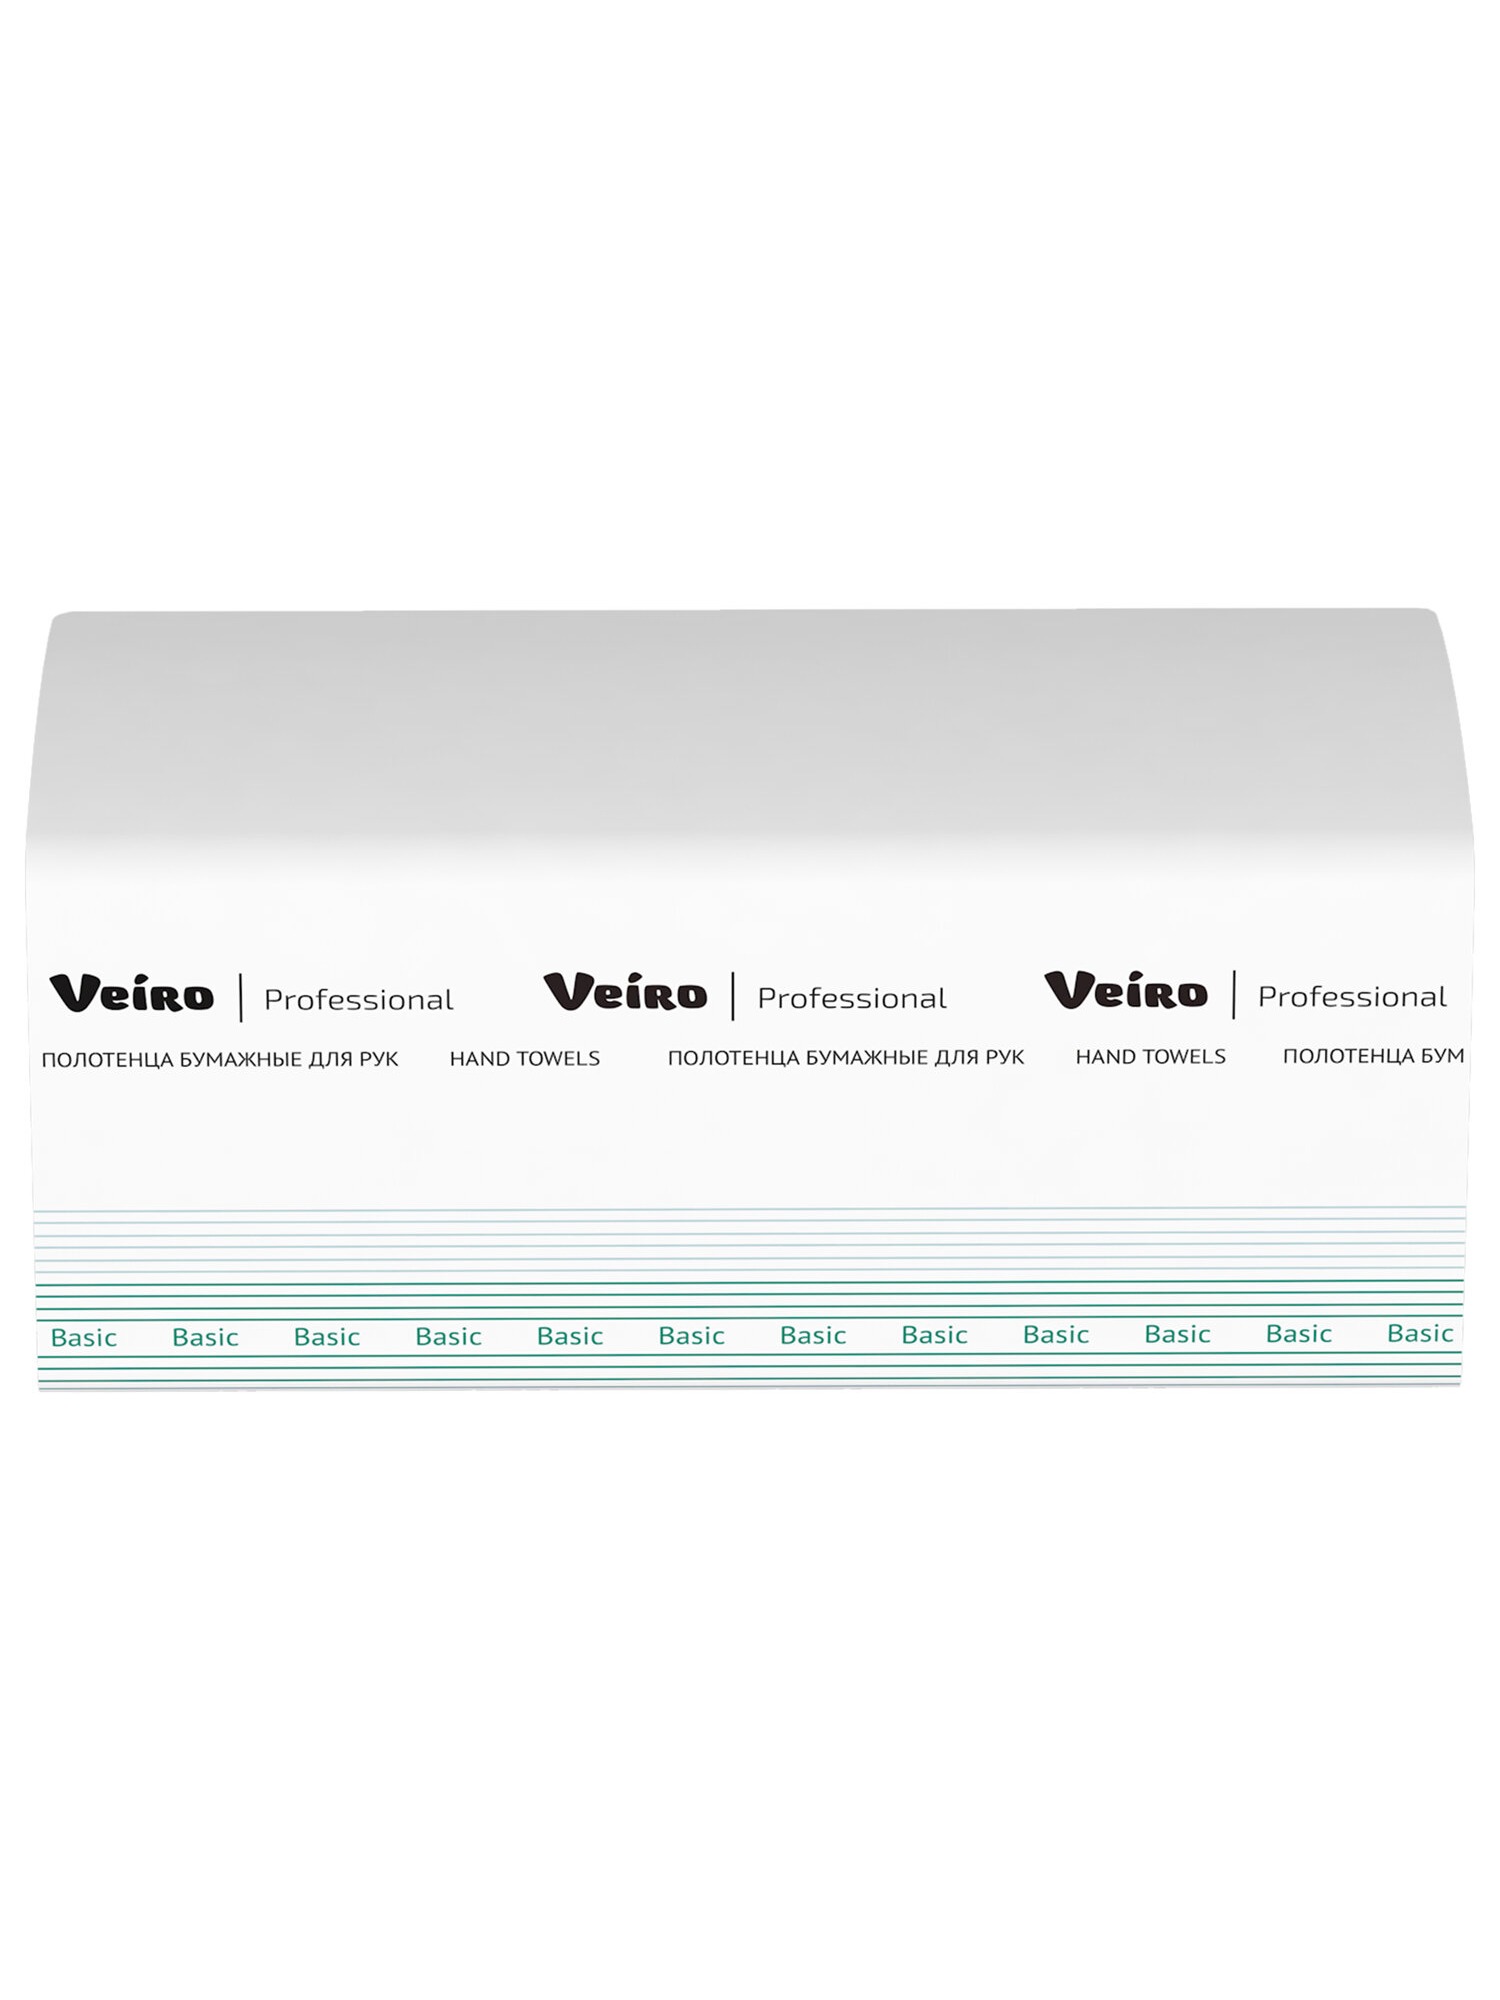 Veiro | Professional Veiro | Professional Veiro | Professional
ПОЛОТЕНЦА БУМАЖНЫЕ ДЛЯ РУК HAND TOWELS ПОЛОТЕНЦА БУМАЖНЫЕ ДЛЯ РУК HAND TOWELS ПОЛОТЕНЦА БУМ
Basic Basic Basic Basic Basic Basic Basic Basic Basic Basic Basic Basic